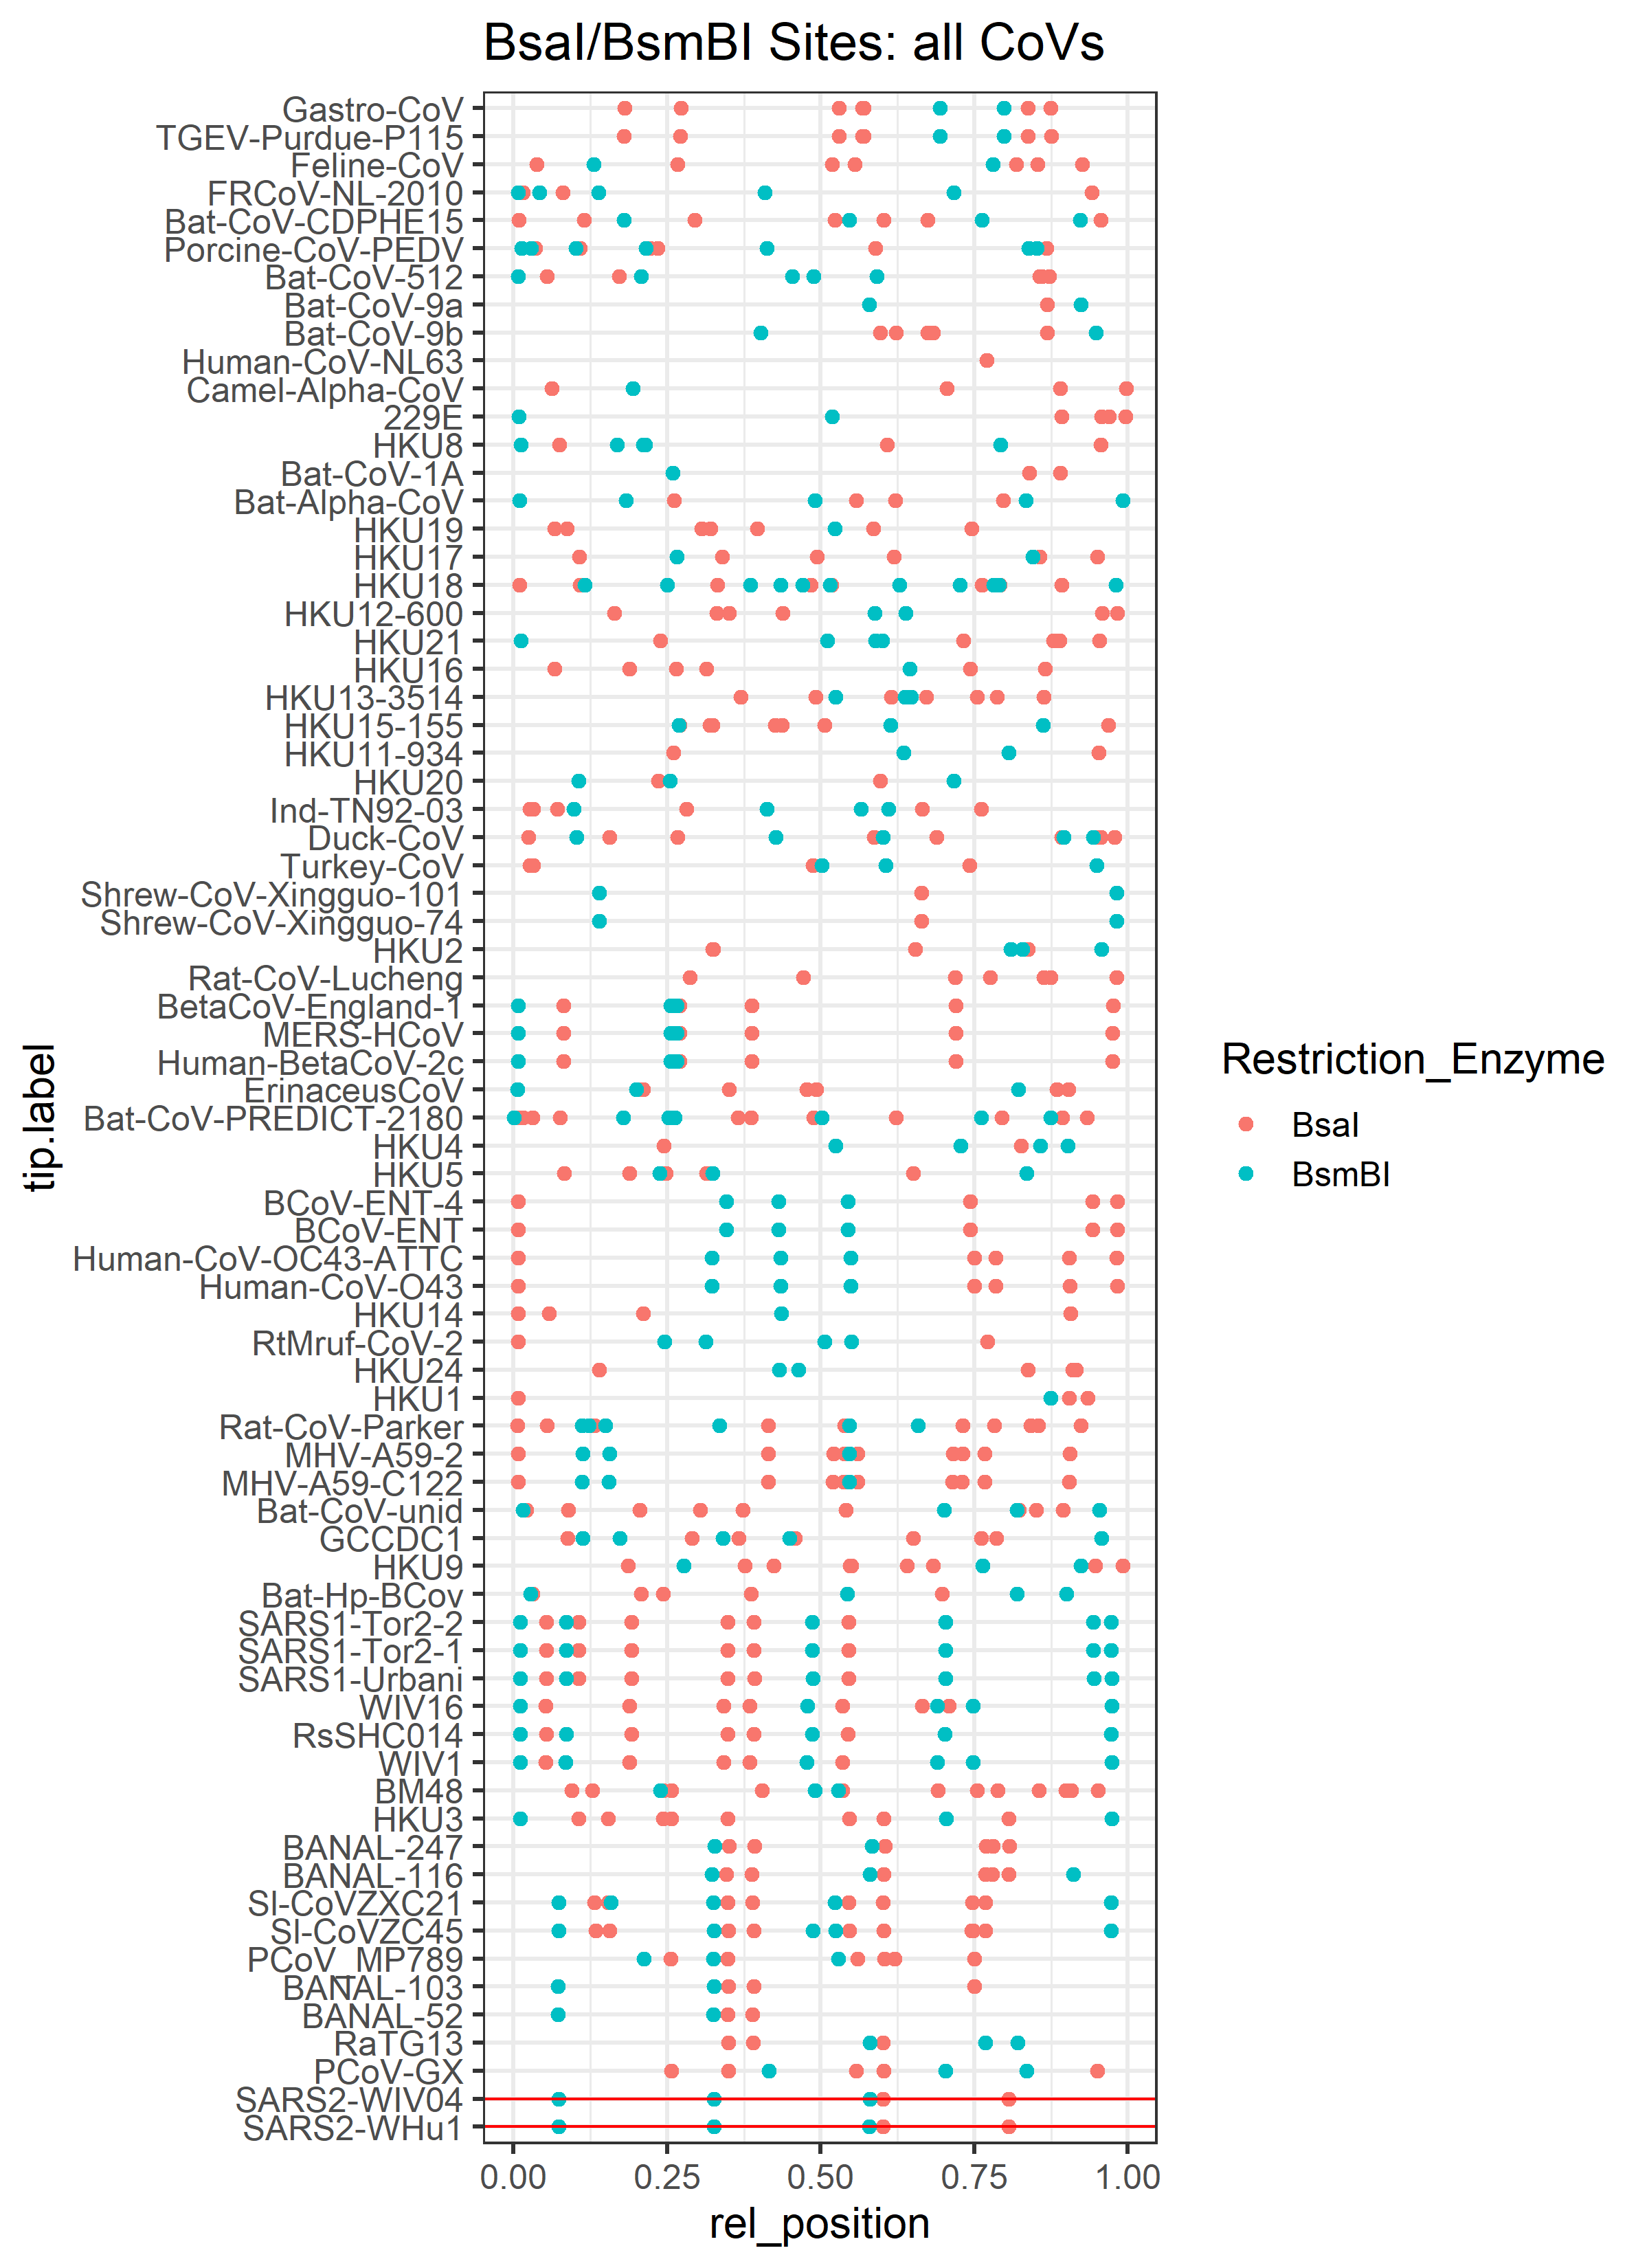 BsaI/BsmBI Sites: all CoVs
Gastro-CoV
TGEV-Purdue-P115
Feline-CoV
FRCoV-NL-2010
Bat-CoV-CDPHE15
Porcine-CoV-PEDV
Bat-CoV-512
Bat-CoV-9a
Bat-CoV-9b
Human-CoV-NL63
Camel-Alpha-CoV
229E
HKU8
Bat-CoV-1A
Bat-Alpha-CoV
HKU19
HKU17
HKU18
HKU12-600
HKU21
HKU16
HKU13-3514
HKU15-155
HKU11-934
HKU20
Ind-TN92-03
Duck-CoV
Turkey-CoV
Shrew-CoV-Xingguo-101
Shrew-CoV-Xingguo-74
HKU2
Rat-CoV-Lucheng
BetaCoV-England-1
MERS-HCoV
Human-BetaCoV-2c
ErinaceusCoV
Bat-CoV-PREDICT-2180
HKU4
HKU5
BCoV-ENT-4
BCoV-ENT
Human-CoV-OC43-ATTC
Human-CoV-O43
HKU14
RtMruf-CoV-2
HKU24
HKU1
Rat-CoV-Parker
MHV-A59-2
MHV-A59-C122
Bat-CoV-unid
GCCDC1
HKU9
Bat-Hp-BCov
SARS1-Tor2-2
SARS1-Tor2-1
SARS1-Urbani
WIV16
RsSHC014
WIV1
BM48
HKU3
BANAL-247
BANAL-116
Sl-CoVZXC21
Sl-CoVZC45
PCoV_MP789
BANAL-103
BANAL-52
RaTG13
PCoV-GX
SARS2-WIV04
SARS2-WHu1
tip.label
0.00 0.25 0.50 0.75 1.00
rel_position
Restriction_Enzyme
BsaI
BsmBI